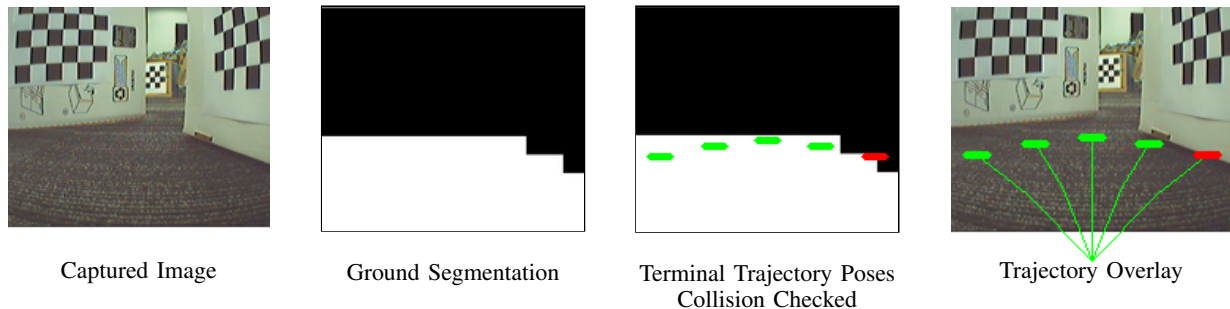 Captured Image
Ground Segmentation
Terminal Trajectory Poses
Collision Checked
Trajectory Overlay